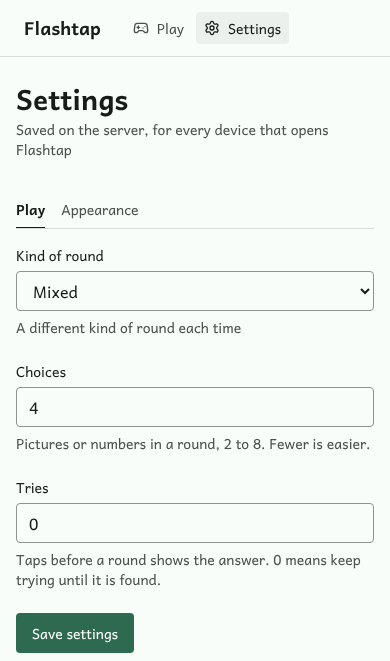 Flashtap
Play
Settings
Settings
Saved on the server, for every device that opens
Flashtap
Play
Appearance
Kind of round
Mixed
A different kind of round each time
Choices
4
Pictures or numbers in a round, 2 to 8. Fewer is easier.
Tries
0
Taps before a round shows the answer. 0 means keep
trying until it is found.
Save settings